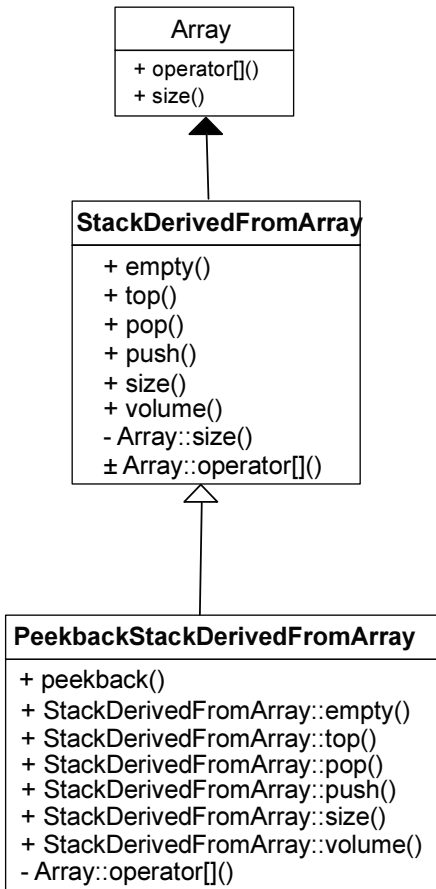 Array
+ operator[]()
+ size()
StackDerivedFromArray
+ empty()
+ top()
+ pop()
+ push()
+ size()
+ volume()
- Array::size()
± Array::operator[]()
PeekbackStackDerivedFromArray
+ peekback()
+ StackDerivedFromArray::empty()
+ StackDerivedFromArray::top()
+ StackDerivedFromArray::pop()
+ StackDerivedFromArray::push()
+ StackDerivedFromArray::size()
+ StackDerivedFromArray::volume()
- Array::operator[]()